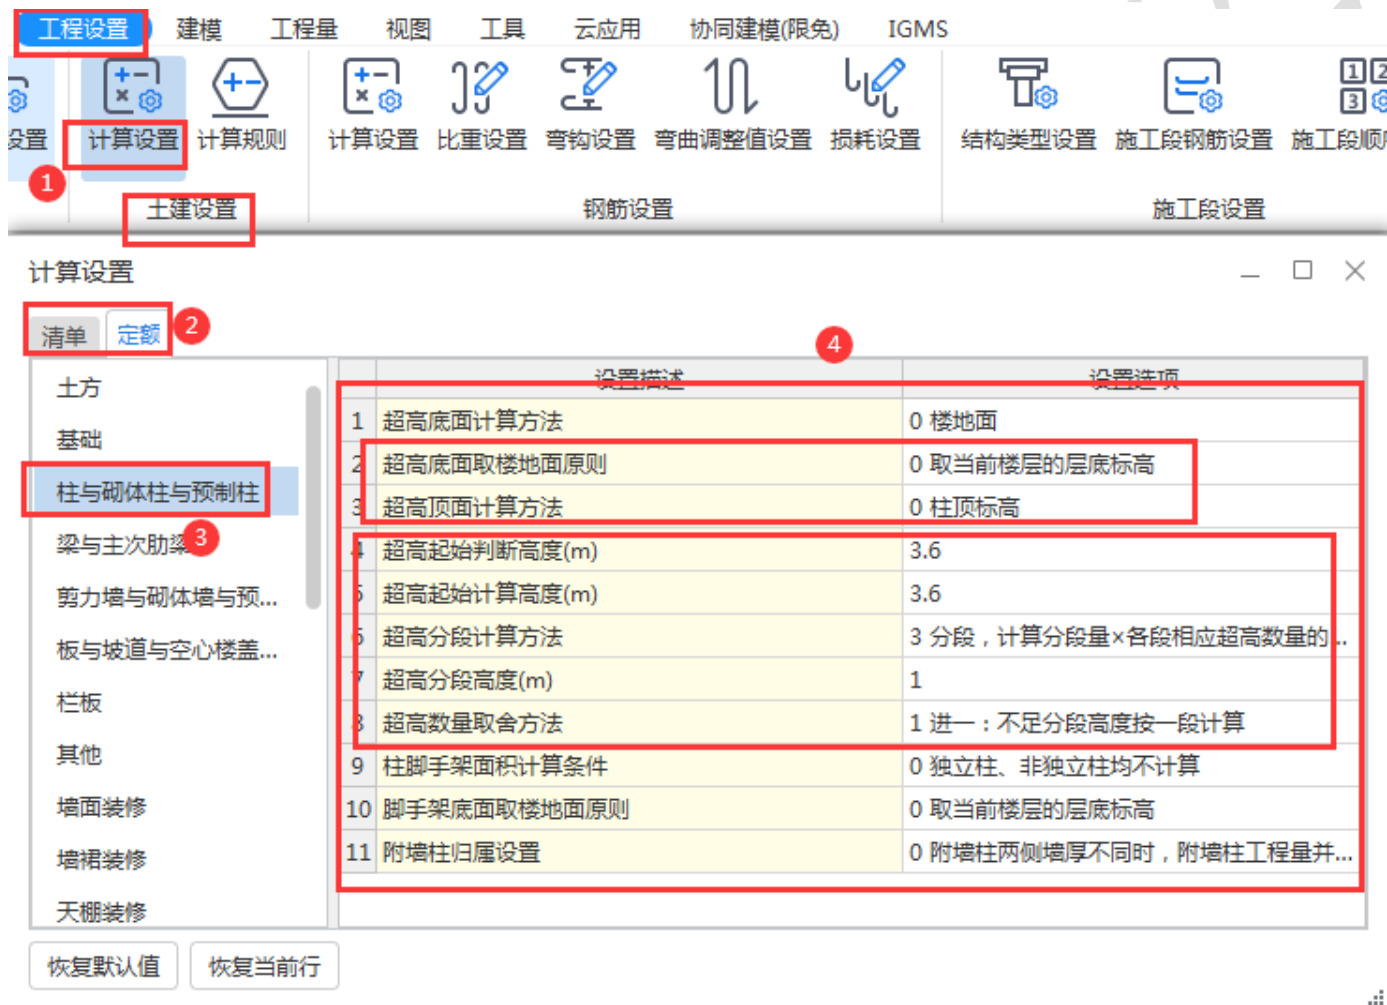 工程设置 建模 工程量 视图 工具 云应用 协同建模(限免) IGMS
设置 计算设置 计算规则 计算设置 比重设置 弯钩设置 弯曲调整值设置 损耗设置 结构类型设置 施工段钢筋设置 施工段顺
1
土建设置 钢筋设置 施工段设置
计算设置
清单 定额 2
4
设置描述 设置选项
土方
基础
柱与砌体柱与预制柱
梁与主次肋梁 3
剪力墙与砌体墙与预...
板与坡道与空心楼盖...
栏板
其他
墙面装修
墙裙装修
天棚装修
1 超高底面计算方法 0 楼地面
2 超高底面取楼地面原则 0 取当前楼层的层底标高
3 超高顶面计算方法 0 柱顶标高
4 超高起始判断高度(m) 3.6
5 超高起始计算高度(m) 3.6
6 超高分段计算方法 3 分段，计算分段量×各段相应超高数量的...
7 超高分段高度(m) 1
8 超高数量取舍方法 1 进一：不足分段高度按一段计算
9 柱脚手架面积计算条件 0 独立柱、非独立柱均不计算
10 脚手架底面取楼地面原则 0 取当前楼层的层底标高
11 附墙柱归属设置 0 附墙柱两侧墙厚不同时，附墙柱工程量并...
恢复默认值 恢复当前行